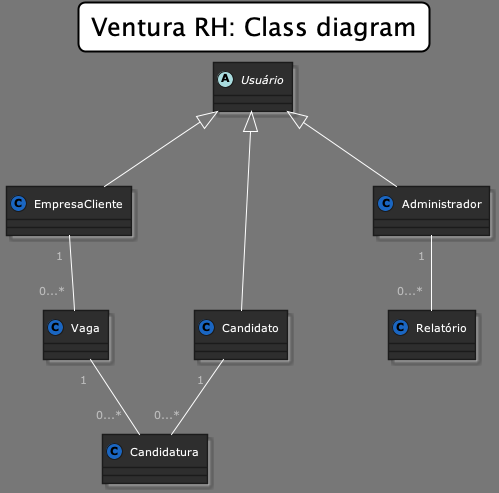 Ventura RH: Class diagram
A Usuário
C EmpresaCliente
C Administrador
1
1
0...*
0...*
C Vaga
C Candidato
C Relatório
1
1
0...*
0...*
C Candidatura